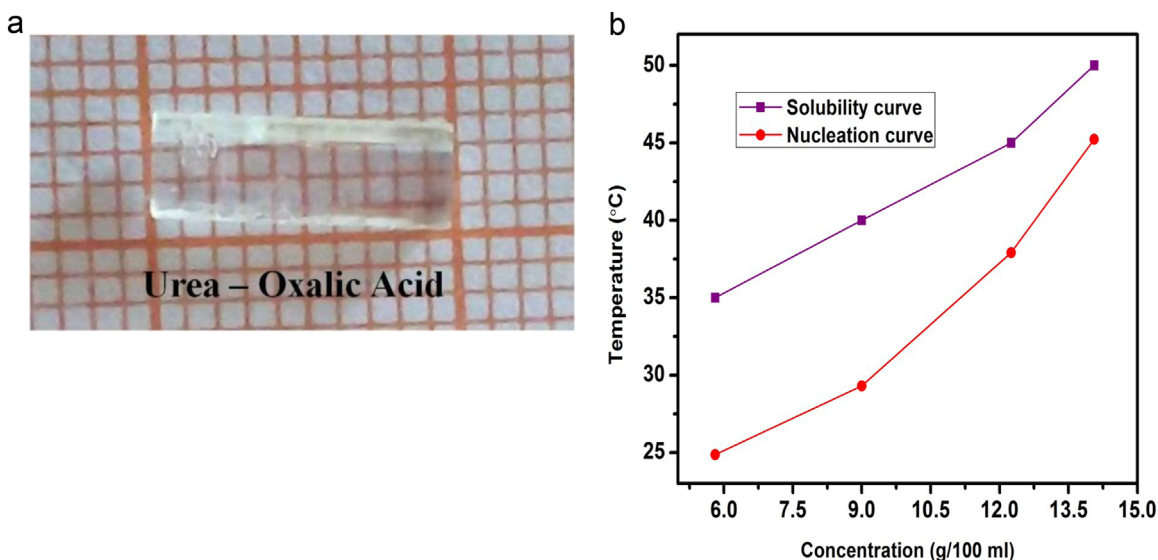 a
Urea – Oxalic Acid
b
Solubility curve
Nucleation curve
50
45
40
35
30
25
Temperature (°C)
6.0 7.5 9.0 10.5 12.0 13.5 15.0
Concentration (g/100 ml)